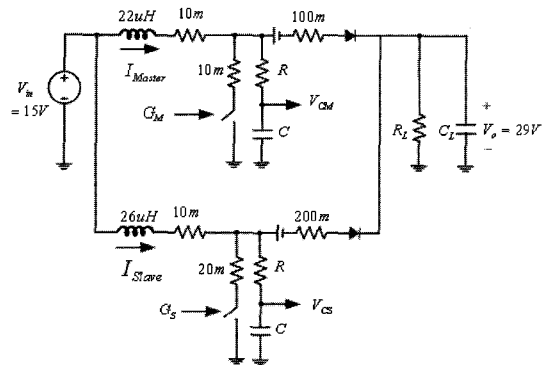 22uH 10m 100m
I_Master 10m R
V_in = 15V
G_M V_CM
C
R_L C_L + V_o = 29V −
26uH 10m 200m
I_Slave 20m R
G_S V_CS
C